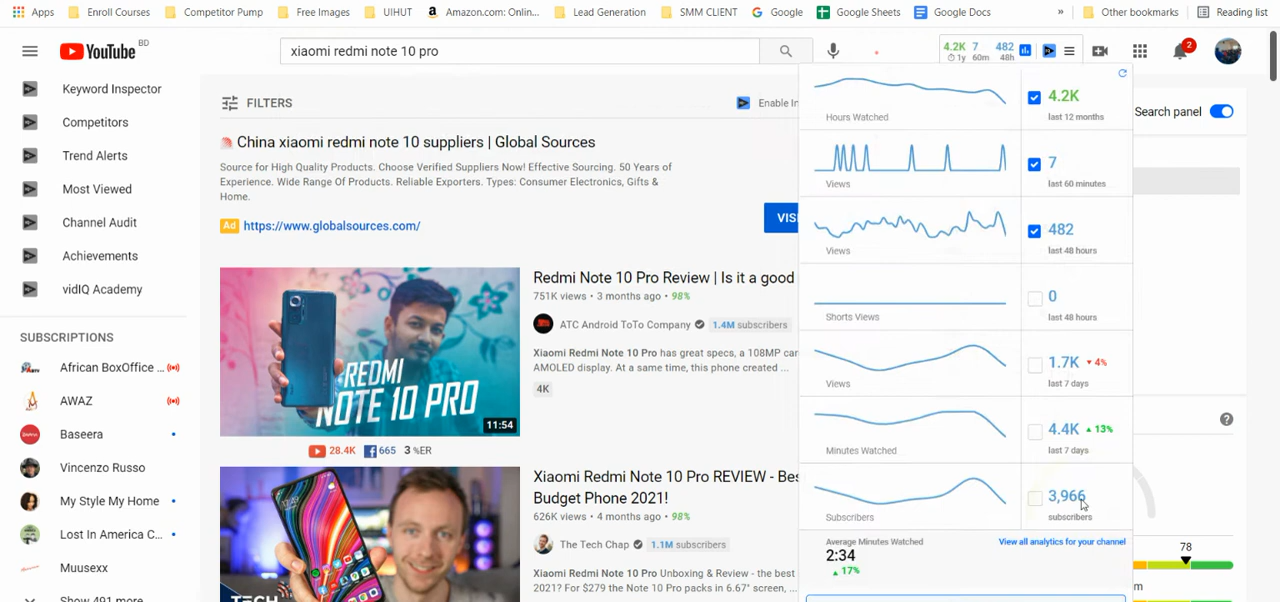 Apps Enroll Courses Competitor Pump Free Images UIHUT Amazon.com: Onlin... Lead Generation SMM CLIENT Google Google Sheets Google Docs » Other bookmarks Reading list
YouTube BD
xiaomi redmi note 10 pro
4.2K 7 482
1y 60m 48h
2
Keyword Inspector
Competitors
Trend Alerts
Most Viewed
Channel Audit
Achievements
vidIQ Academy
SUBSCRIPTIONS
African BoxOffice ...
AWAZ
Baseera
Vincenzo Russo
My Style My Home
Lost In America C...
Muusexx
Show 491 more
FILTERS
Enable In
China xiaomi redmi note 10 suppliers | Global Sources
Source for High Quality Products. Choose Verified Suppliers Now! Effective Sourcing. 50 Years of
Experience. Wide Range Of Products. Reliable Exporters. Types: Consumer Electronics, Gifts &
Home.
Ad https://www.globalsources.com/
VIS
REDMI
NOTE 10 PRO
11:54
28.4K 665 3 %ER
Redmi Note 10 Pro Review | Is it a good
751K views • 3 months ago • 98%
ATC Android ToTo Company 1.4M subscribers
Xiaomi Redmi Note 10 Pro has great specs, a 108MP car
AMOLED display. At a same time, this phone created ...
4K
TECH
Xiaomi Redmi Note 10 Pro REVIEW - Bes
Budget Phone 2021!
626K views • 4 months ago • 98%
The Tech Chap 1.1M subscribers
Xiaomi Redmi Note 10 Pro Unboxing & Review - the best
2021? For $279 the Note 10 Pro packs in 6.67" screen,
Hours Watched
4.2K
last 12 months
Views
7
last 60 minutes
Views
482
last 48 hours
Shorts Views
0
last 48 hours
Views
1.7K 4%
last 7 days
Minutes Watched
4.4K 13%
last 7 days
Subscribers
3,966
subscribers
Average Minutes Watched
2:34
17%
View all analytics for your channel
Search panel
?
78
m